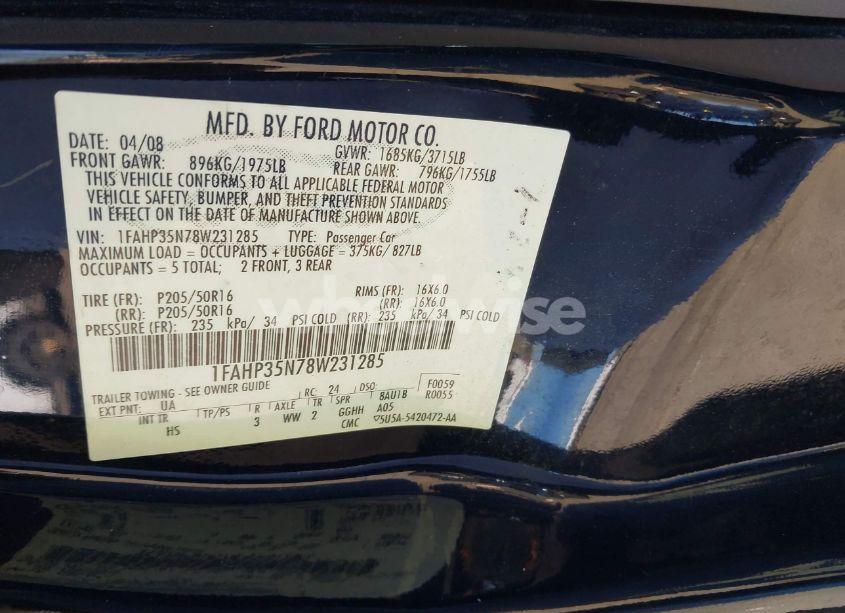 MFD. BY FORD MOTOR CO.
DATE: 04/08 GVWR: 1685KG/3715LB
FRONT GAWR: 896KG/1975LB REAR GAWR: 796KG/1755LB
THIS VEHICLE CONFORMS TO ALL APPLICABLE FEDERAL MOTOR
VEHICLE SAFETY, BUMPER, AND THEFT PREVENTION STANDARDS
IN EFFECT ON THE DATE OF MANUFACTURE SHOWN ABOVE.
VIN: 1FAHP35N78W231285 TYPE: Passenger Car
MAXIMUM LOAD = OCCUPANTS + LUGGAGE = 375KG/ 827LB
OCCUPANTS = 5 TOTAL; 2 FRONT, 3 REAR
TIRE (FR): P205/50R16 RIMS (FR): 16X6.0
(RR): P205/50R16 (RR): 16X6.0
PRESSURE (FR): 235 kPa/ 34 PSI COLD (RR): 235 kPa/ 34 PSI COLD
1FAHP35N78W231285
TRAILER TOWING - SEE OWNER GUIDE F0059
EXT PNT: UA RC: 24 DSO: R0055
INT TR TP/PS R AXLE TR SPR 8AU1B
HS 3 WW 2 GGHH A05
CMC 5U5A-5420472-AA